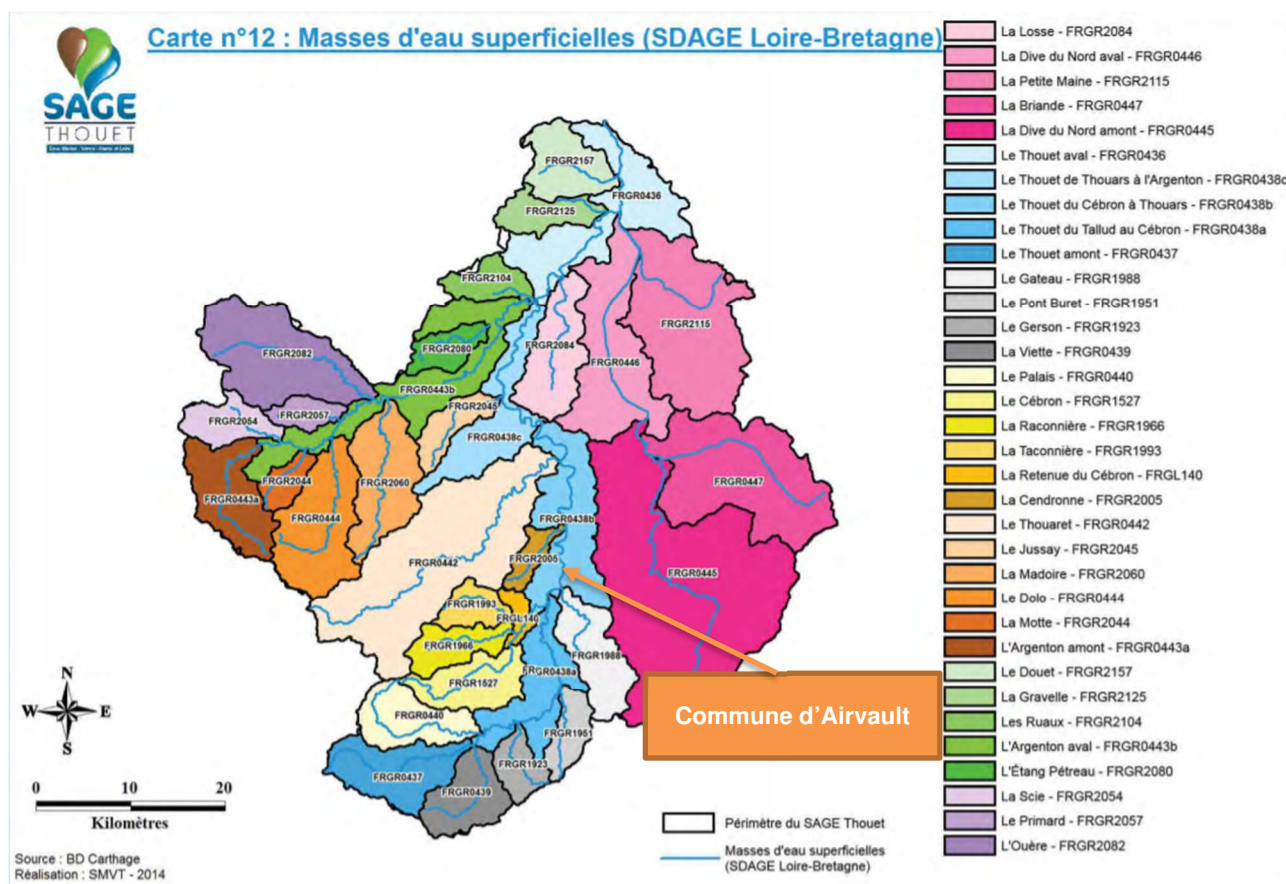 Carte n°12 : Masses d'eau superficielles (SDAGE Loire-Bretagne)
SAGE
THOUET
La Losse - FRGR2084
La Dive du Nord aval - FRGR0446
La Petite Maine - FRGR2115
La Briande - FRGR0447
La Dive du Nord amont - FRGR0445
Le Thouet aval - FRGR0436
Le Thouet de Thouars à l'Argenton - FRGR0438c
Le Thouet du Cébron à Thouars - FRGR0438b
Le Thouet du Tallud au Cébron - FRGR0438a
Le Thouet amont - FRGR0437
Le Gateau - FRGR1988
Le Pont Buret - FRGR1951
Le Gerson - FRGR1923
La Viette - FRGR0439
Le Palais - FRGR0440
Le Cébron - FRGR1527
La Raconnière - FRGR1966
La Taconnière - FRGR1993
La Retenue du Cébron - FRGL140
La Cendronne - FRGR2005
Le Thouaret - FRGR0442
Le Jussay - FRGR2045
La Madoire - FRGR2060
Le Dolo - FRGR0444
La Motte - FRGR2044
L'Argenton amont - FRGR0443a
Le Douet - FRGR2157
La Gravelle - FRGR2125
Les Ruaux - FRGR2104
L'Argenton aval - FRGR0443b
L'Étang Pétreau - FRGR2080
La Scie - FRGR2054
Le Primard - FRGR2057
L'Ouère - FRGR2082
FRGR2157
FRGR0436
FRGR2125
FRGR2104
FRGR2115
FRGR2080
FRGR2084
FRGR2082
FRGR0446
FRGR0443b
FRGR2045
FRGR2057
FRGR2054
FRGR0438c
FRGR2044
FRGR0447
FRGR2060
FRGR0443a
FRGR0444
FRGR0438b
FRGR2005
FRGR0442
FRGR0445
FRGR1993
FRGL140
FRGR1966
FRGR1988
FRGR0438a
FRGR1527
FRGR0440
FRGR1951
FRGR1923
FRGR0437
FRGR0439
Commune d'Airvault
N
W E
S
0 10 20
Kilomètres
Périmètre du SAGE Thouet
Masses d'eau superficielles
(SDAGE Loire-Bretagne)
Source : BD Carthage
Réalisation : SMVT - 2014